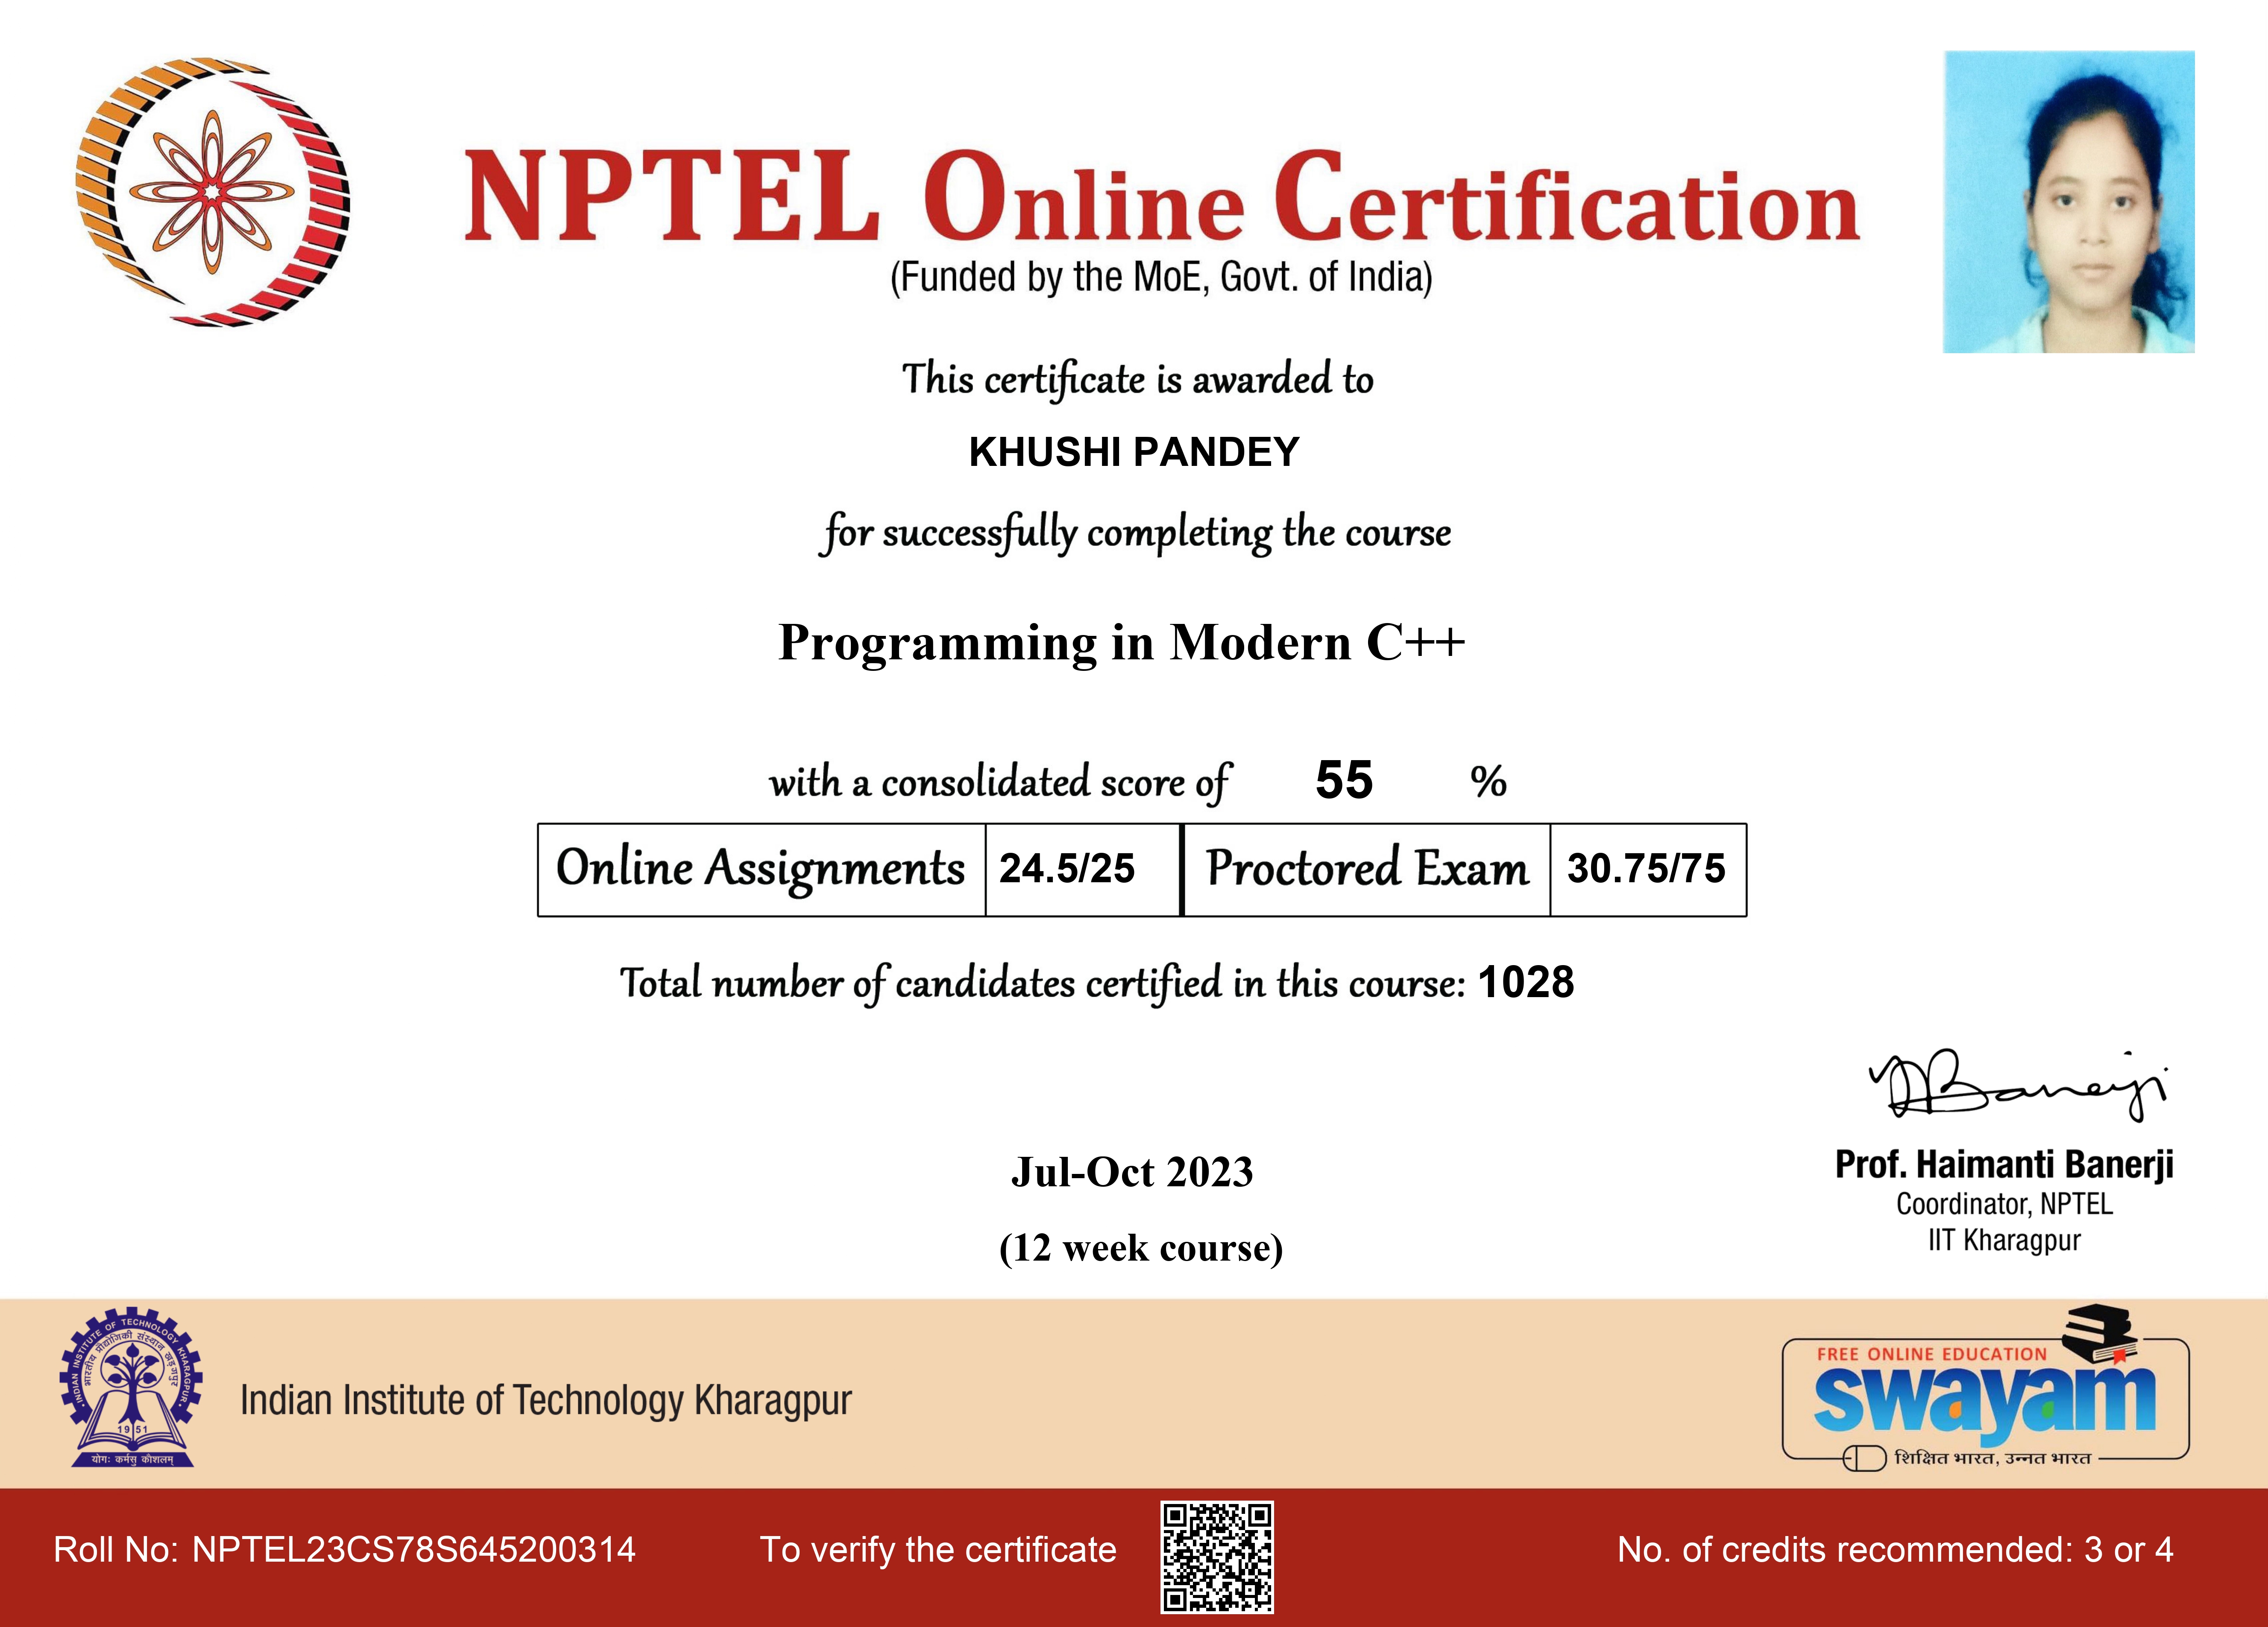 NPTEL Online Certification
(Funded by the MoE, Govt. of India)
This certificate is awarded to
KHUSHI PANDEY
for successfully completing the course
Programming in Modern C++
with a consolidated score of 55 %
Online Assignments 24.5/25 Proctored Exam 30.75/75
Total number of candidates certified in this course: 1028
Banerji
Jul-Oct 2023
(12 week course)
Prof. Haimanti Banerji
Coordinator, NPTEL
IIT Kharagpur
INDIAN INSTITUTE OF TECHNOLOGY KHARAGPUR
भारतीय प्रौद्योगिकी संस्थान खड़गपुर
1951
योगः कर्मसु कौशलम्
Indian Institute of Technology Kharagpur
FREE ONLINE EDUCATION
swayam
शिक्षित भारत, उन्नत भारत
Roll No: NPTEL23CS78S645200314
To verify the certificate
No. of credits recommended: 3 or 4